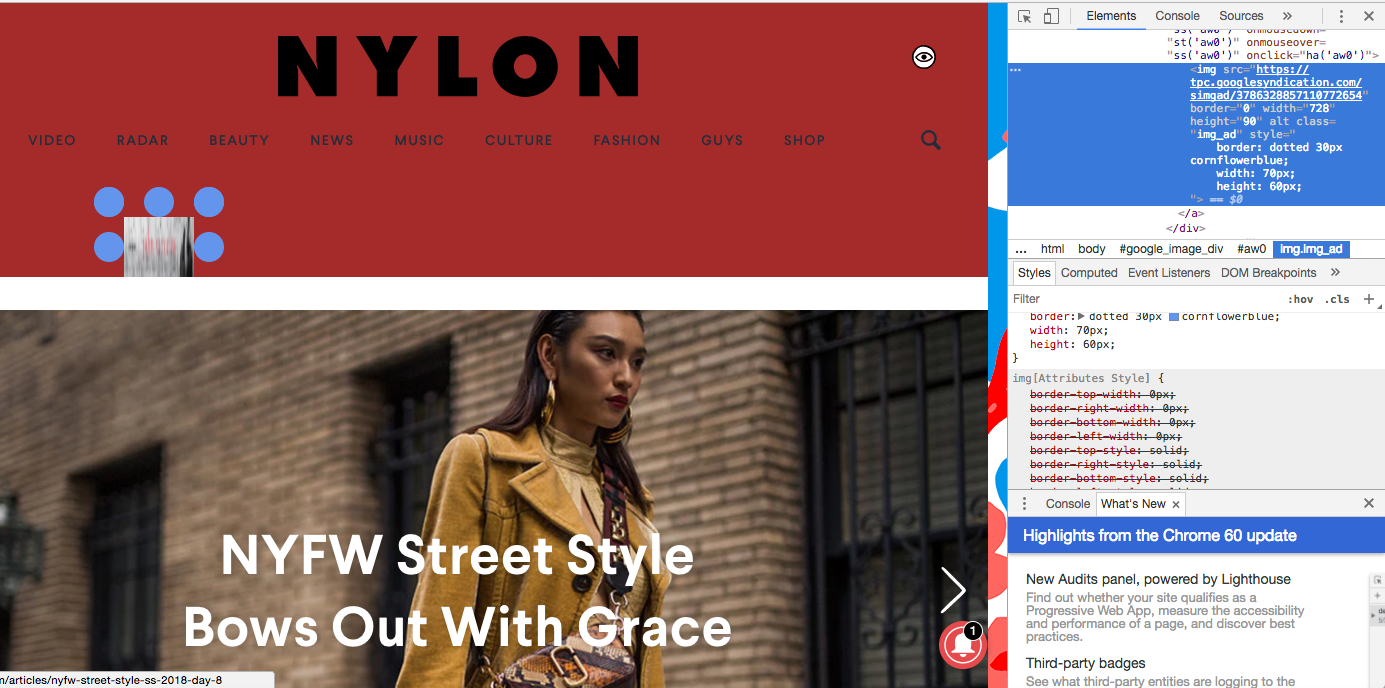 NYLON
VIDEO RADAR BEAUTY NEWS MUSIC CULTURE FASHION GUYS SHOP
NYFW Street Style
Bows Out With Grace
1
m/articles/nyfw-street-style-ss-2018-day-8
Elements Console Sources »
"ss('aw0')" onmousedown=
"st('aw0')" onmouseover=
"ss('aw0')" onclick="ha('aw0')">
<img src="https://
tpc.googlesyndication.com/
simgad/3786328857110772654"
border="0" width="728"
height="90" alt class=
"img_ad" style="
border: dotted 30px
cornflowerblue;
width: 70px;
height: 60px;
"> == $0
</a>
</div>
... html body #google_image_div #aw0 img.img_ad
Styles Computed Event Listeners DOM Breakpoints »
Filter :hov .cls +
border: dotted 30px cornflowerblue;
width: 70px;
height: 60px;
}
img[Attributes Style] {
border-top-width: 0px;
border-right-width: 0px;
border-bottom-width: 0px;
border-left-width: 0px;
border-top-style: solid;
border-right-style: solid;
border-bottom-style: solid;
Console What's New ×
Highlights from the Chrome 60 update
New Audits panel, powered by Lighthouse
Find out whether your site qualifies as a
Progressive Web App, measure the accessibility
and performance of a page, and discover best
practices.
Third-party badges
See what third-party entities are logging to the